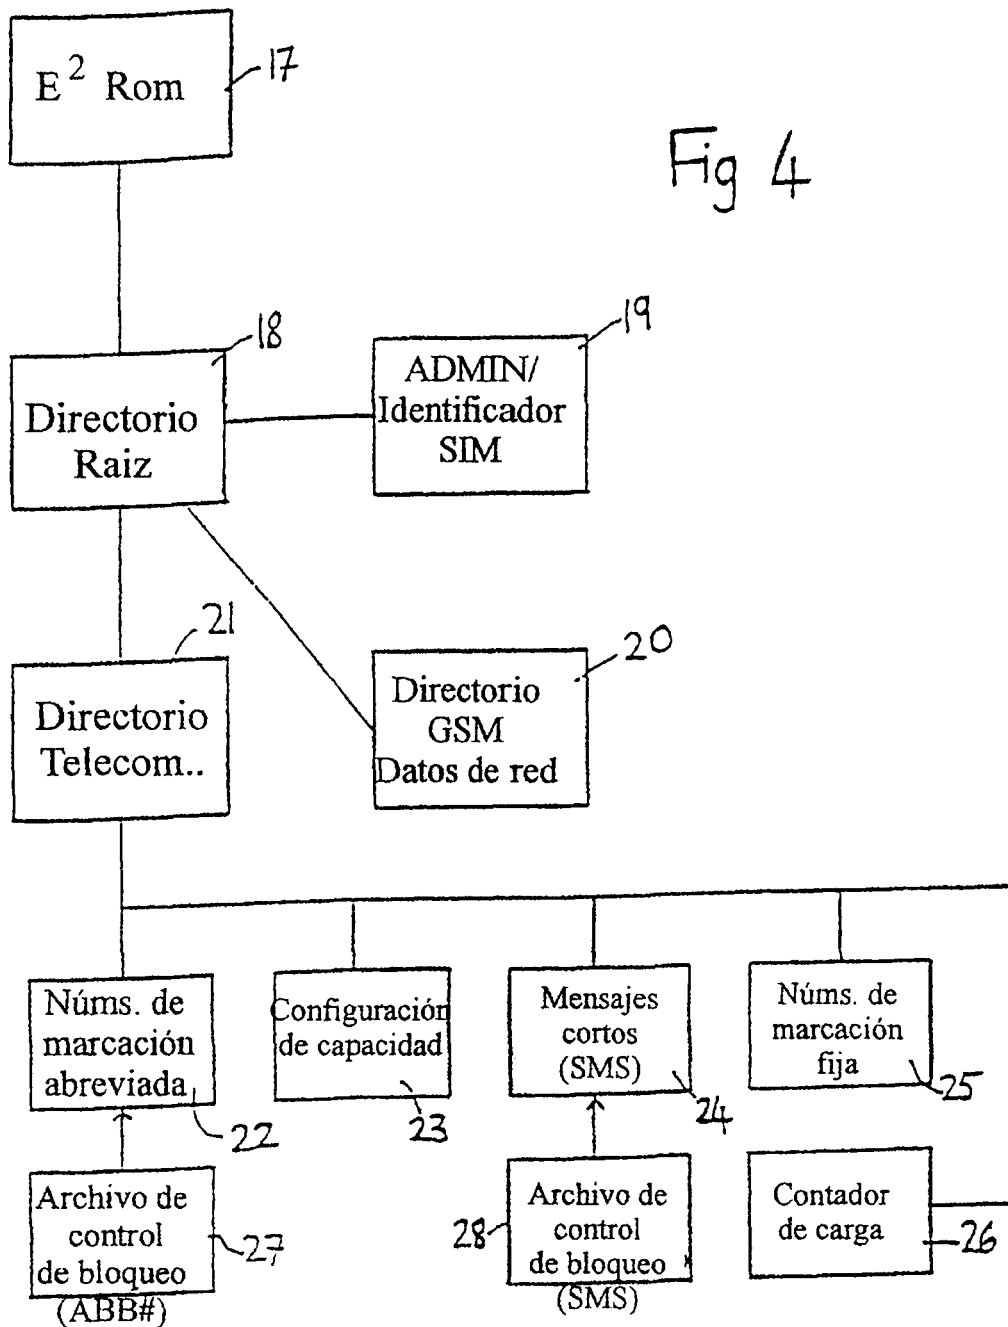 E² Rom
17
Fig 4
18
19
Directorio
Raiz
ADMIN/
Identificador
SIM
21
20
Directorio
Telecom..
Directorio
GSM
Datos de red
Núms. de
marcación
abreviada
22
Configuración
de capacidad
23
Mensajes
cortos
(SMS)
24
Núms. de
marcación
fija
25
Archivo de
control
de bloqueo
(ABB#)
27
28
Archivo de
control
de bloqueo
(SMS)
Contador
de carga
26